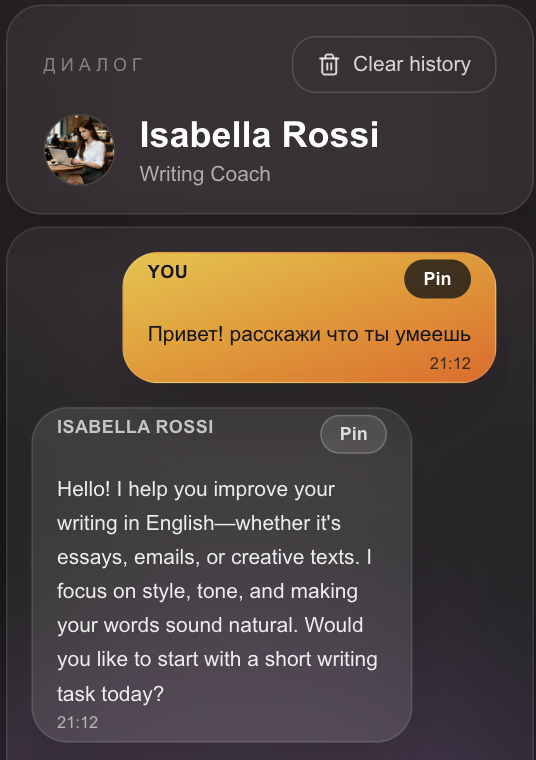 ДИАЛОГ
Clear history
Isabella Rossi
Writing Coach
YOU
Pin
Привет! расскажи что ты умеешь
21:12
ISABELLA ROSSI
Pin
Hello! I help you improve your
writing in English—whether it's
essays, emails, or creative texts. I
focus on style, tone, and making
your words sound natural. Would
you like to start with a short writing
task today?
21:12